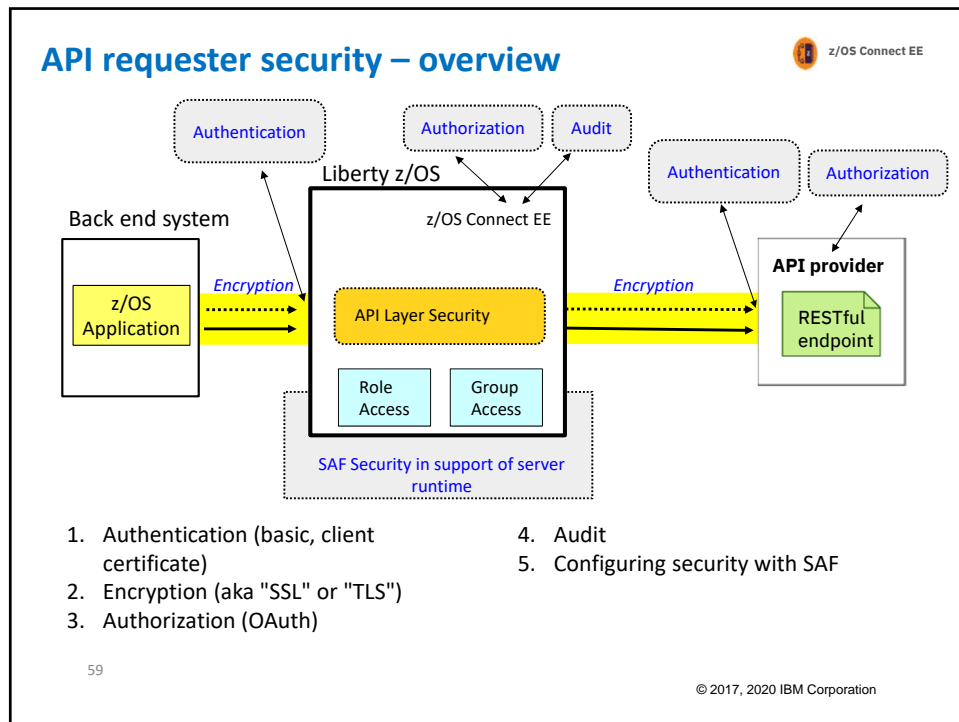 API requester security – overview
z/OS Connect EE
Authentication
Authorization
Audit
Authentication
Authorization
Liberty z/OS
Back end system
z/OS Connect EE
Encryption
Encryption
API provider
z/OS
Application
API Layer Security
RESTful
endpoint
Role
Access
Group
Access
SAF Security in support of server
runtime
1. Authentication (basic, client
certificate)
2. Encryption (aka "SSL" or "TLS")
3. Authorization (OAuth)
4. Audit
5. Configuring security with SAF
59
© 2017, 2020 IBM Corporation